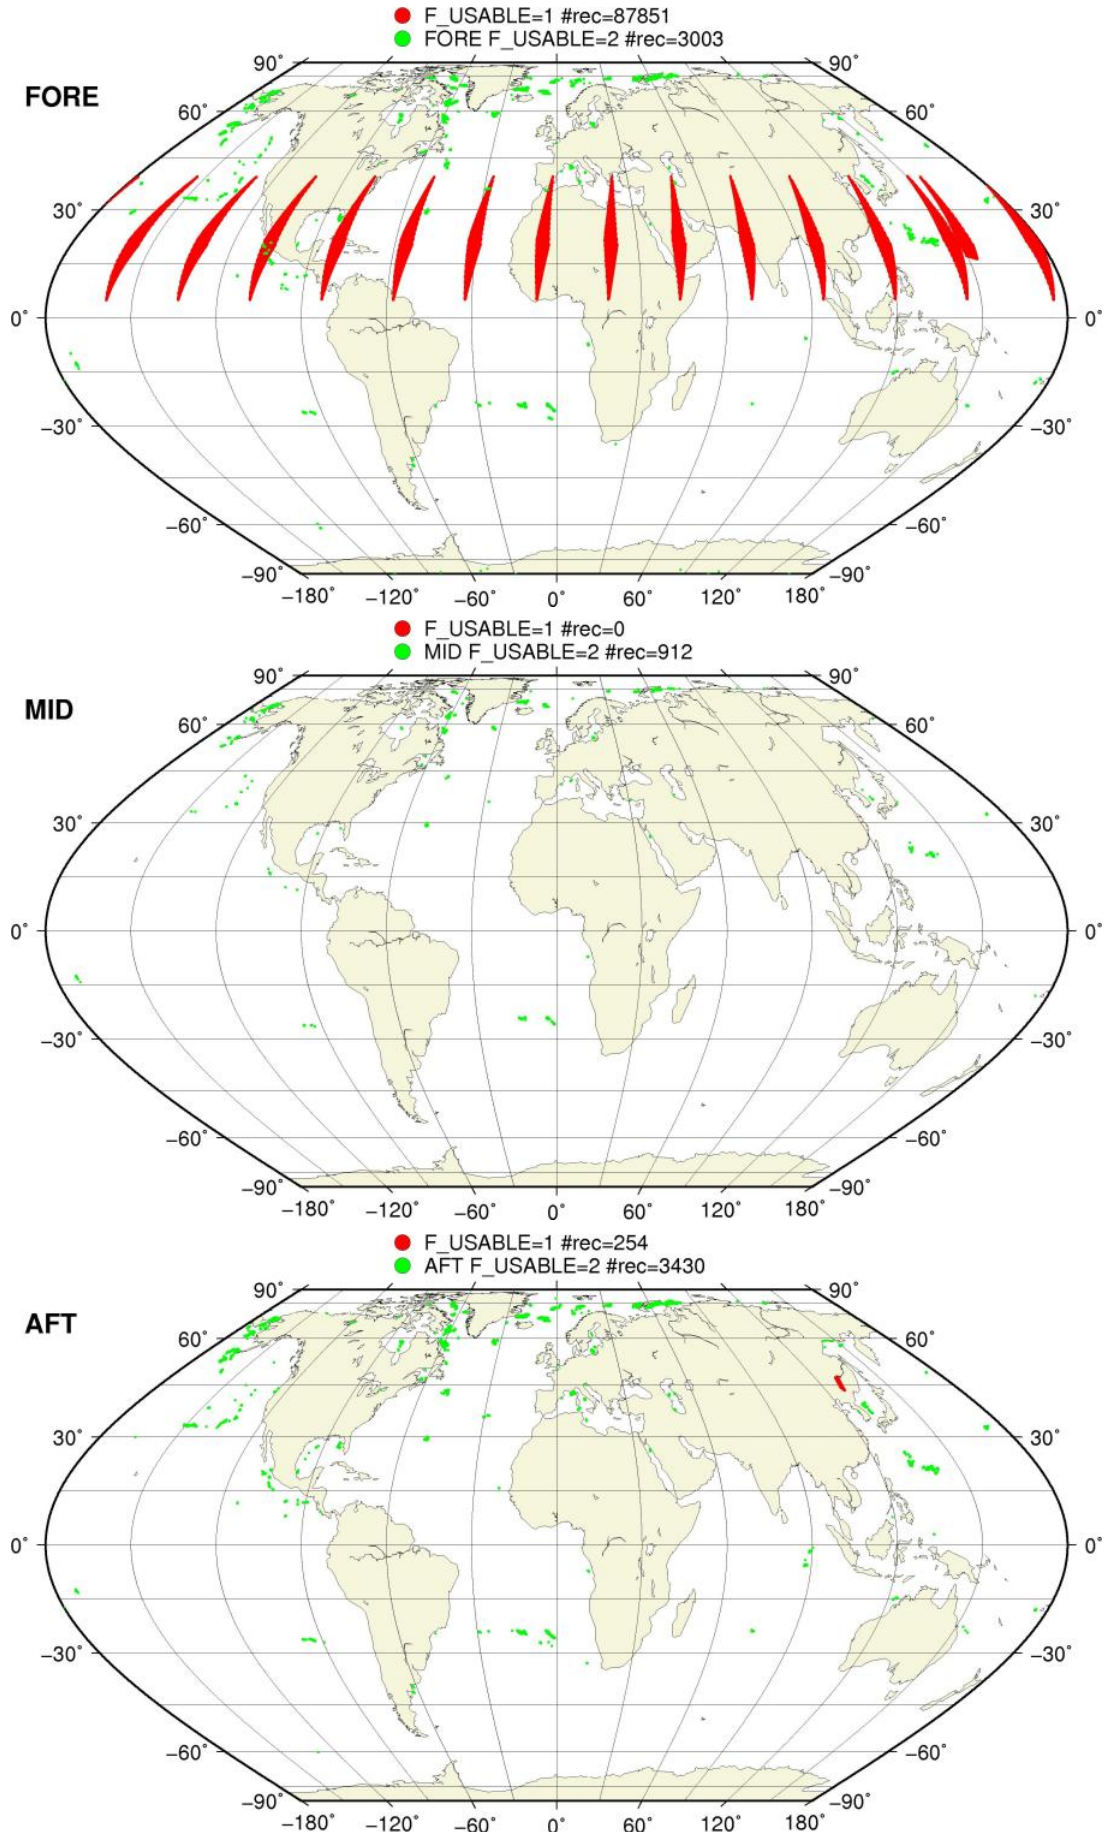 F_USABLE=1 #rec=87851
FORE F_USABLE=2 #rec=3003
FORE
90° 90°
60° 60°
30° 30°
0° 0°
−30° −30°
−60° −60°
−90° −90°
−180° −120° −60° 0° 60° 120° 180°
F_USABLE=1 #rec=0
MID F_USABLE=2 #rec=912
MID
90° 90°
60° 60°
30° 30°
0° 0°
−30° −30°
−60° −60°
−90° −90°
−180° −120° −60° 0° 60° 120° 180°
F_USABLE=1 #rec=254
AFT F_USABLE=2 #rec=3430
AFT
90° 90°
60° 60°
30° 30°
0° 0°
−30° −30°
−60° −60°
−90° −90°
−180° −120° −60° 0° 60° 120° 180°